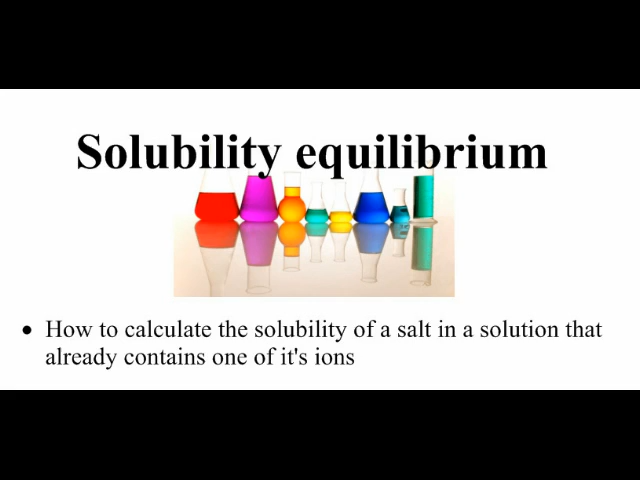 Solubility equilibrium
• How to calculate the solubility of a salt in a solution that
already contains one of it's ions